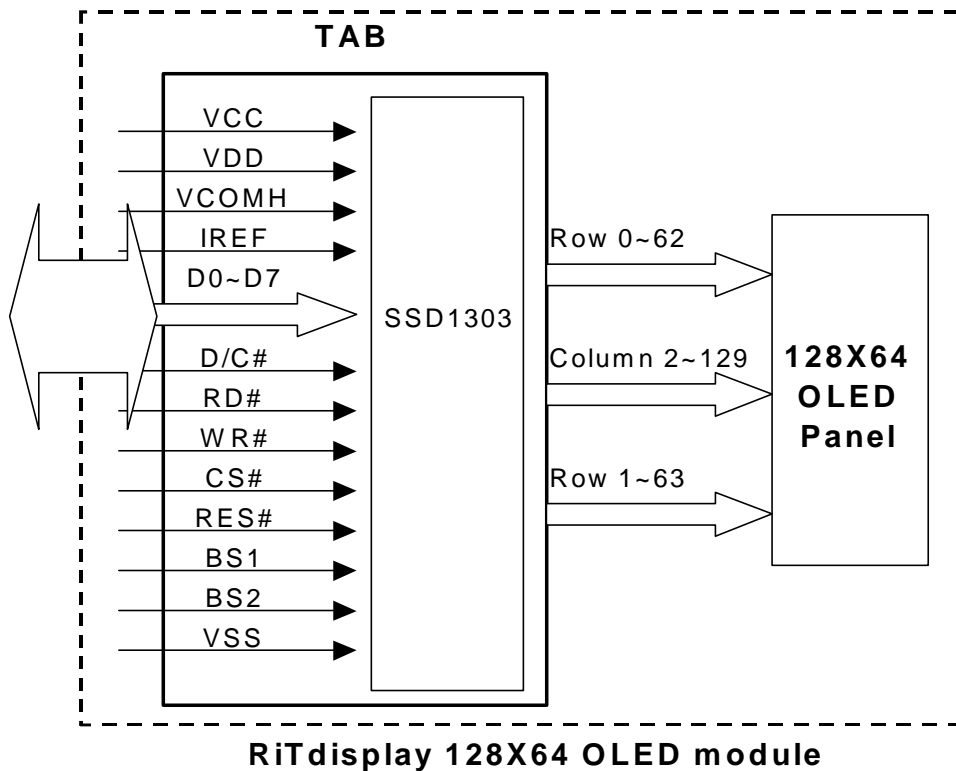 TAB
VCC
VDD
VCOMH
IREF
D0~D7
D/C#
RD#
WR#
CS#
RES#
BS1
BS2
VSS
SSD1303
Row 0~62
Column 2~129
Row 1~63
128X64
OLED
Panel
RiTdisplay 128X64 OLED module